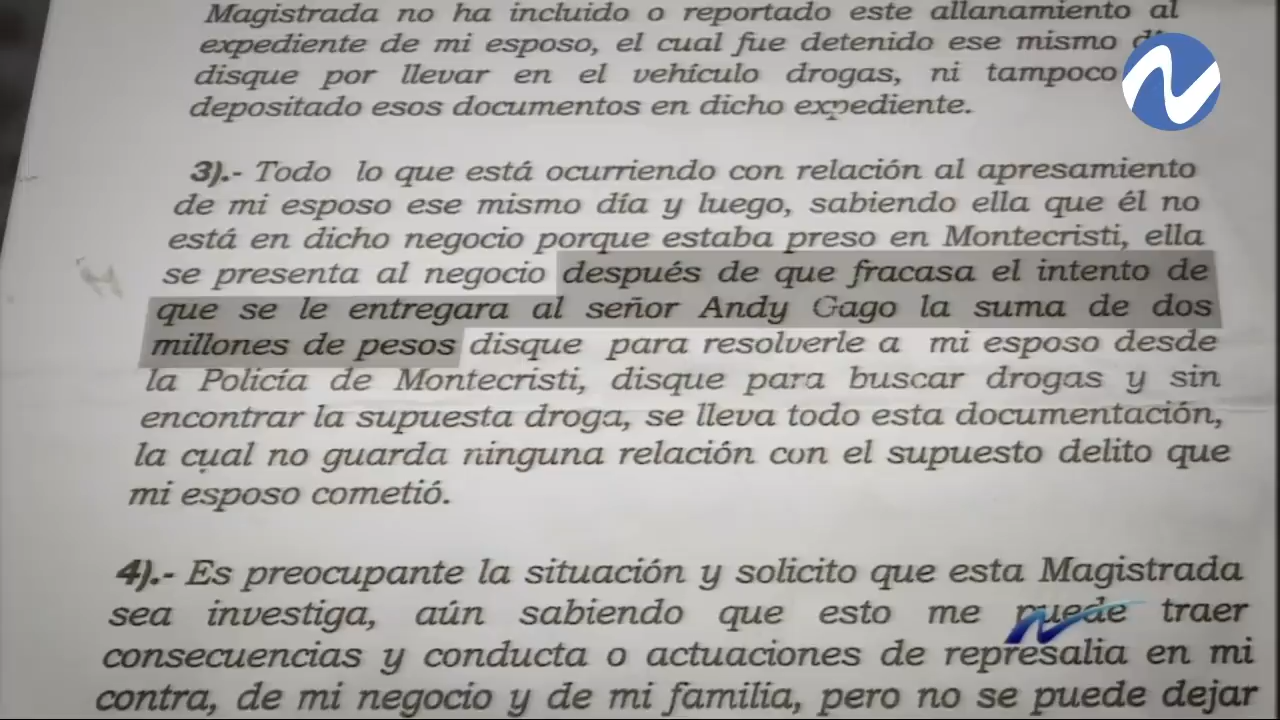 Magistrada no ha incluido o reportado este allanamiento al
expediente de mi esposo, el cual fue detenido ese mismo
disque por llevar en el vehículo drogas, ni tampoco
depositado esos documentos en dicho expediente.
3).- Todo lo que está ocurriendo con relación al apresamiento
de mi esposo ese mismo día y luego, sabiendo ella que él no
está en dicho negocio porque estaba preso en Montecristi, ella
se presenta al negocio después de que fracasa el intento de
que se le entregara al señor Andy Gago la suma de dos
millones de pesos disque para resolverle a mi esposo desde
la Policía de Montecristi, disque para buscar drogas y sin
encontrar la supuesta droga, se lleva todo esta documentación,
la cual no guarda ninguna relación con el supuesto delito que
mi esposo cometió.
4).- Es preocupante la situación y solicito que esta Magistrada
sea investiga, aún sabiendo que esto me puede traer
consecuencias y conducta o actuaciones de represalia en mi
contra, de mi negocio y de mi familia, pero no se puede dejar